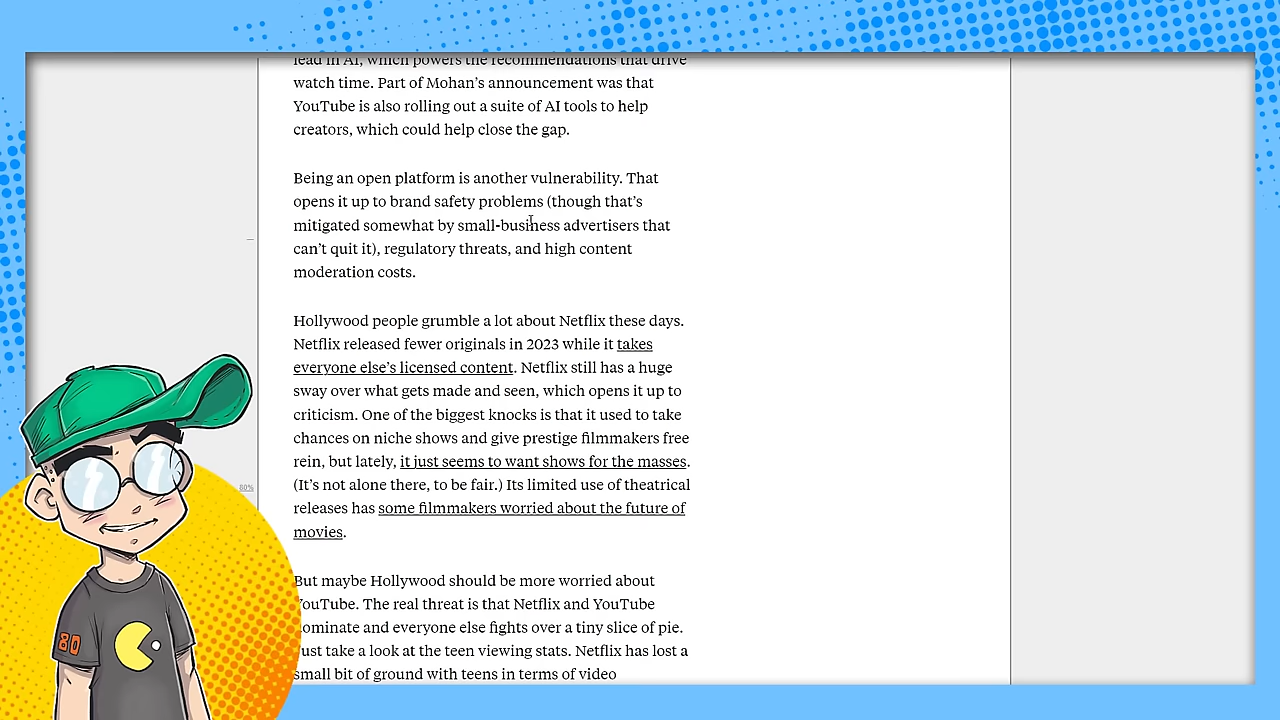 lead in AI, which powers the recommendations that drive
watch time. Part of Mohan’s announcement was that
YouTube is also rolling out a suite of AI tools to help
creators, which could help close the gap.
Being an open platform is another vulnerability. That
opens it up to brand safety problems (though that’s
mitigated somewhat by small-business advertisers that
can’t quit it), regulatory threats, and high content
moderation costs.
Hollywood people grumble a lot about Netflix these days.
Netflix released fewer originals in 2023 while it takes
everyone else’s licensed content. Netflix still has a huge
sway over what gets made and seen, which opens it up to
criticism. One of the biggest knocks is that it used to take
chances on niche shows and give prestige filmmakers free
rein, but lately, it just seems to want shows for the masses.
(It’s not alone there, to be fair.) Its limited use of theatrical
releases has some filmmakers worried about the future of
movies.
But maybe Hollywood should be more worried about
YouTube. The real threat is that Netflix and YouTube
dominate and everyone else fights over a tiny slice of pie.
Just take a look at the teen viewing stats. Netflix has lost a
small bit of ground with teens in terms of video
80%
80